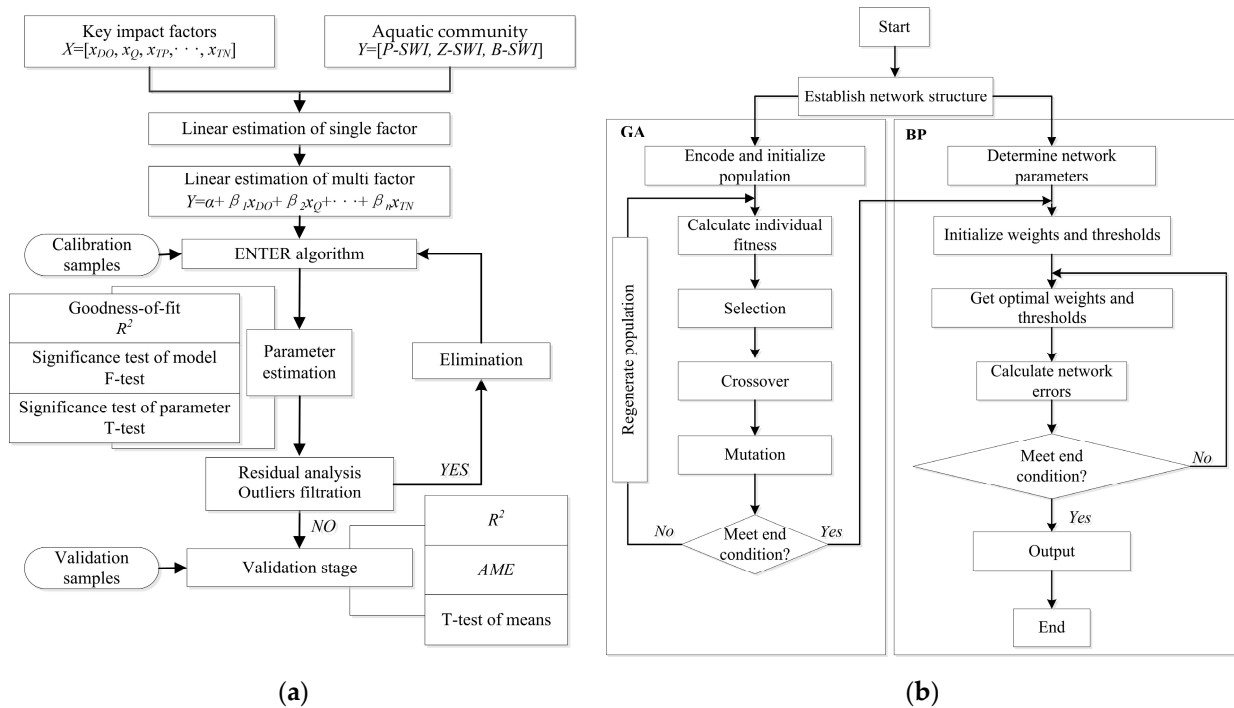 Key impact factors
X=[x_DO, x_Q, x_TP,· · ·, x_TN]
Aquatic community
Y=[P-SWI, Z-SWI, B-SWI]
Linear estimation of single factor
Linear estimation of multi factor
Y=α+ β_1x_DO+ β_2x_Q+· · ·+ β_nx_TN
Calibration
samples
ENTER algorithm
Goodness-of-fit
R^2
Significance test of model
F-test
Significance test of parameter
T-test
Parameter
estimation
Elimination
Residual analysis
Outliers filtration
YES
NO
Validation
samples
Validation stage
R^2
AME
T-test of means
(a)
Start
Establish network structure
GA
Encode and initialize
population
Calculate individual
fitness
Selection
Crossover
Mutation
Regenerate population
No
Meet end
condition?
Yes
BP
Determine network
parameters
Initialize weights and thresholds
Get optimal weights and
thresholds
Calculate network
errors
Meet end
condition?
No
Yes
Output
End
(b)